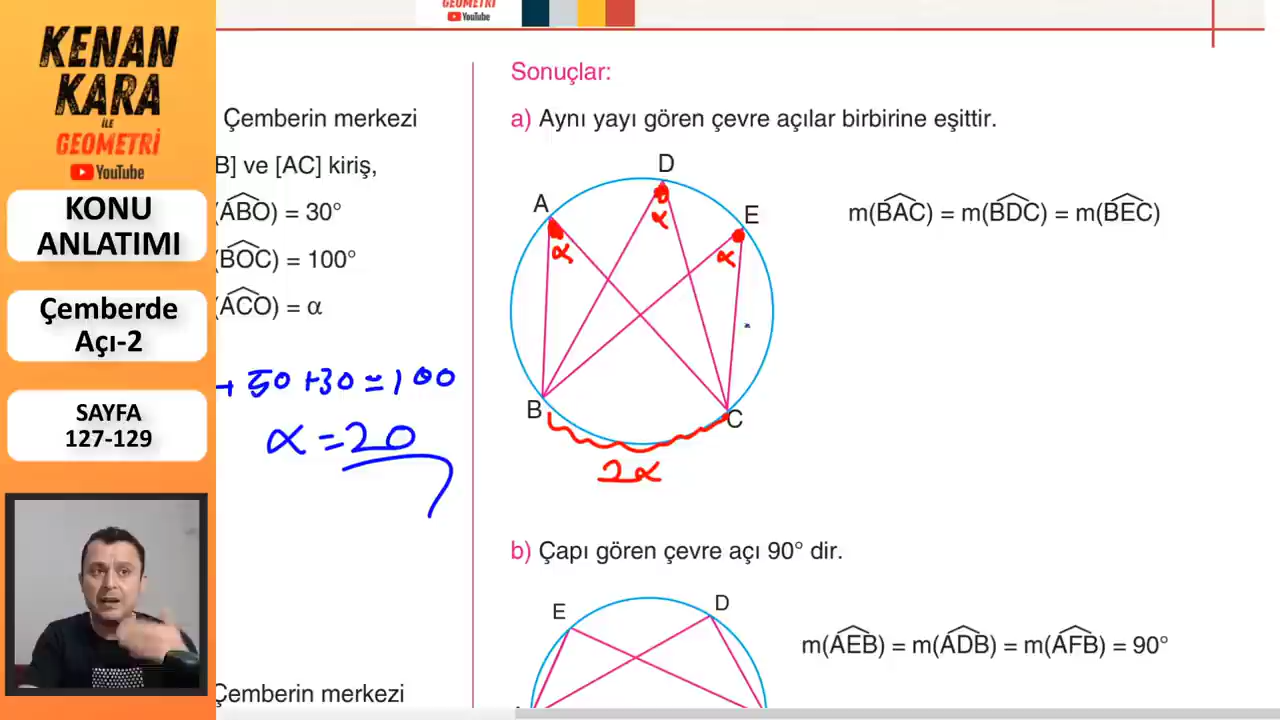 KENAN
KARA
İLE
GEOMETRİ
YouTube
KONU
ANLATIMI
Çemberde
Açı-2
SAYFA
127-129
GEOMETRİ
YouTube
Çemberin merkezi
B] ve [AC] kiriş,
(ABO) = 30°
(BOC) = 100°
(ACO) = α
+ 50 + 30 = 100
α = 20
Çemberin merkezi
Sonuçlar:
a) Aynı yayı gören çevre açılar birbirine eşittir.
D
A
E
α
α
α
B
C
2α
m(BAC) = m(BDC) = m(BEC)
b) Çapı gören çevre açı 90° dir.
E
D
m(AEB) = m(ADB) = m(AFB) = 90°